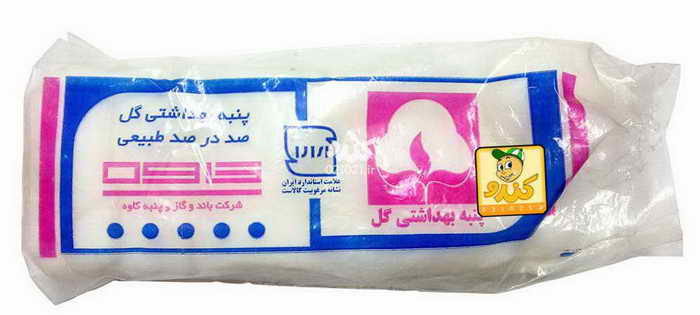 پنبه بهداشتی گل
صد در صد طبیعی
کاوه
شرکت باند و گاز و پنبه کاوه
علامت استاندارد ایران
نشانه مرغوبیت کالاست
پنبه بهداشتی گل
کندو